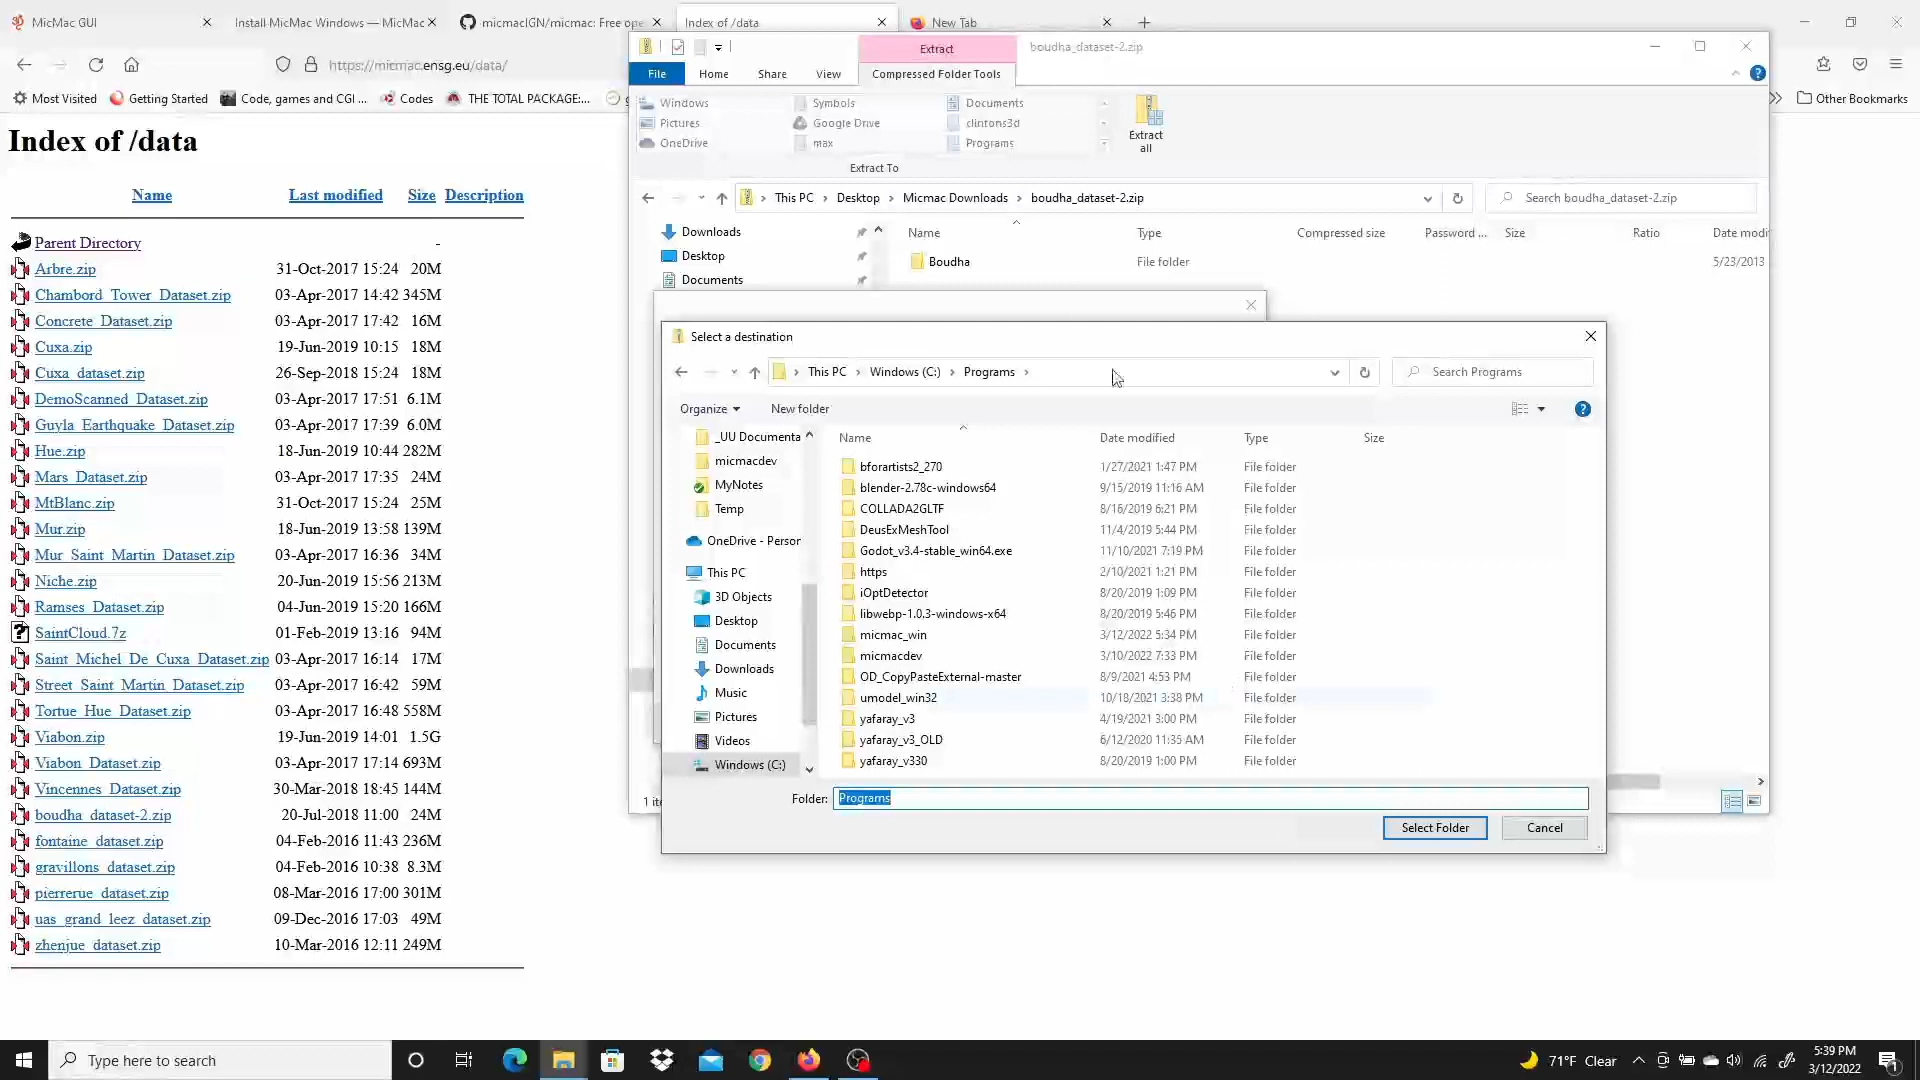 MicMac GUI
Install MicMac Windows — MicMac
micmacIGN/micmac: Free ope
Index of /data
New Tab
https://micmac.ensg.eu/data/
Most Visited
Getting Started
Code, games and CGI ...
Codes
THE TOTAL PACKAGE:...
Other Bookmarks
Index of /data
Name Last modified Size Description
Parent Directory -
Arbre.zip 31-Oct-2017 15:24 20M
Chambord_Tower_Dataset.zip 03-Apr-2017 14:42 345M
Concrete_Dataset.zip 03-Apr-2017 17:42 16M
Cuxa.zip 19-Jun-2019 10:15 18M
Cuxa_dataset.zip 26-Sep-2018 15:24 18M
DemoScanned_Dataset.zip 03-Apr-2017 17:51 6.1M
Guyla_Earthquake_Dataset.zip 03-Apr-2017 17:39 6.0M
Hue.zip 18-Jun-2019 10:44 282M
Mars_Dataset.zip 03-Apr-2017 17:35 24M
MtBlanc.zip 31-Oct-2017 15:24 25M
Mur.zip 18-Jun-2019 13:58 139M
Mur_Saint_Martin_Dataset.zip 03-Apr-2017 16:36 34M
Niche.zip 20-Jun-2019 15:56 213M
Ramses_Dataset.zip 04-Jun-2019 15:20 166M
SaintCloud.7z 01-Feb-2019 13:16 94M
Saint_Michel_De_Cuxa_Dataset.zip 03-Apr-2017 16:14 17M
Street_Saint_Martin_Dataset.zip 03-Apr-2017 16:42 59M
Tortue_Hue_Dataset.zip 03-Apr-2017 16:48 558M
Viabon.zip 19-Jun-2019 14:01 1.5G
Viabon_Dataset.zip 03-Apr-2017 17:14 693M
Vincennes_Dataset.zip 30-Mar-2018 18:45 144M
boudha_dataset-2.zip 20-Jul-2018 11:00 24M
fontaine_dataset.zip 04-Feb-2016 11:43 236M
gravillons_dataset.zip 04-Feb-2016 10:38 8.3M
pierrerue_dataset.zip 08-Mar-2016 17:00 301M
uas_grand_leez_dataset.zip 09-Dec-2016 17:03 49M
zhenjue_dataset.zip 10-Mar-2016 12:11 249M
Extract
boudha_dataset-2.zip
File Home Share View Compressed Folder Tools
Windows Symbols Documents
Pictures Google Drive clintons3d
OneDrive max Programs
Extract all
Extract To
This PC Desktop Micmac Downloads boudha_dataset-2.zip
Search boudha_dataset-2.zip
Downloads
Desktop
Documents
Name Type Compressed size Password ... Size Ratio Date modi
Boudha File folder 5/23/2013
Select a destination
This PC Windows (C:) Programs
Search Programs
Organize New folder
_UU Documenta
micmacdev
MyNotes
Temp
OneDrive - Person
This PC
3D Objects
Desktop
Documents
Downloads
Music
Pictures
Videos
Windows (C:)
Name Date modified Type Size
bforartists2_270 1/27/2021 1:47 PM File folder
blender-2.78c-windows64 9/15/2019 11:16 AM File folder
COLLADA2GLTF 8/16/2019 6:21 PM File folder
DeusExMeshTool 11/4/2019 5:44 PM File folder
Godot_v3.4-stable_win64.exe 11/10/2021 7:19 PM File folder
https 2/10/2021 1:21 PM File folder
iOptDetector 8/20/2019 1:09 PM File folder
libwebp-1.0.3-windows-x64 8/20/2019 5:46 PM File folder
micmac_win 3/12/2022 5:34 PM File folder
micmacdev 3/10/2022 7:33 PM File folder
OD_CopyPasteExternal-master 8/9/2021 4:53 PM File folder
umodel_win32 10/18/2021 3:38 PM File folder
yafaray_v3 4/19/2021 3:00 PM File folder
yafaray_v3_OLD 6/12/2020 11:35 AM File folder
yafaray_v330 8/20/2019 1:00 PM File folder
1 ite
Folder: Programs
Select Folder Cancel
Type here to search
71°F Clear
5:39 PM
3/12/2022
1